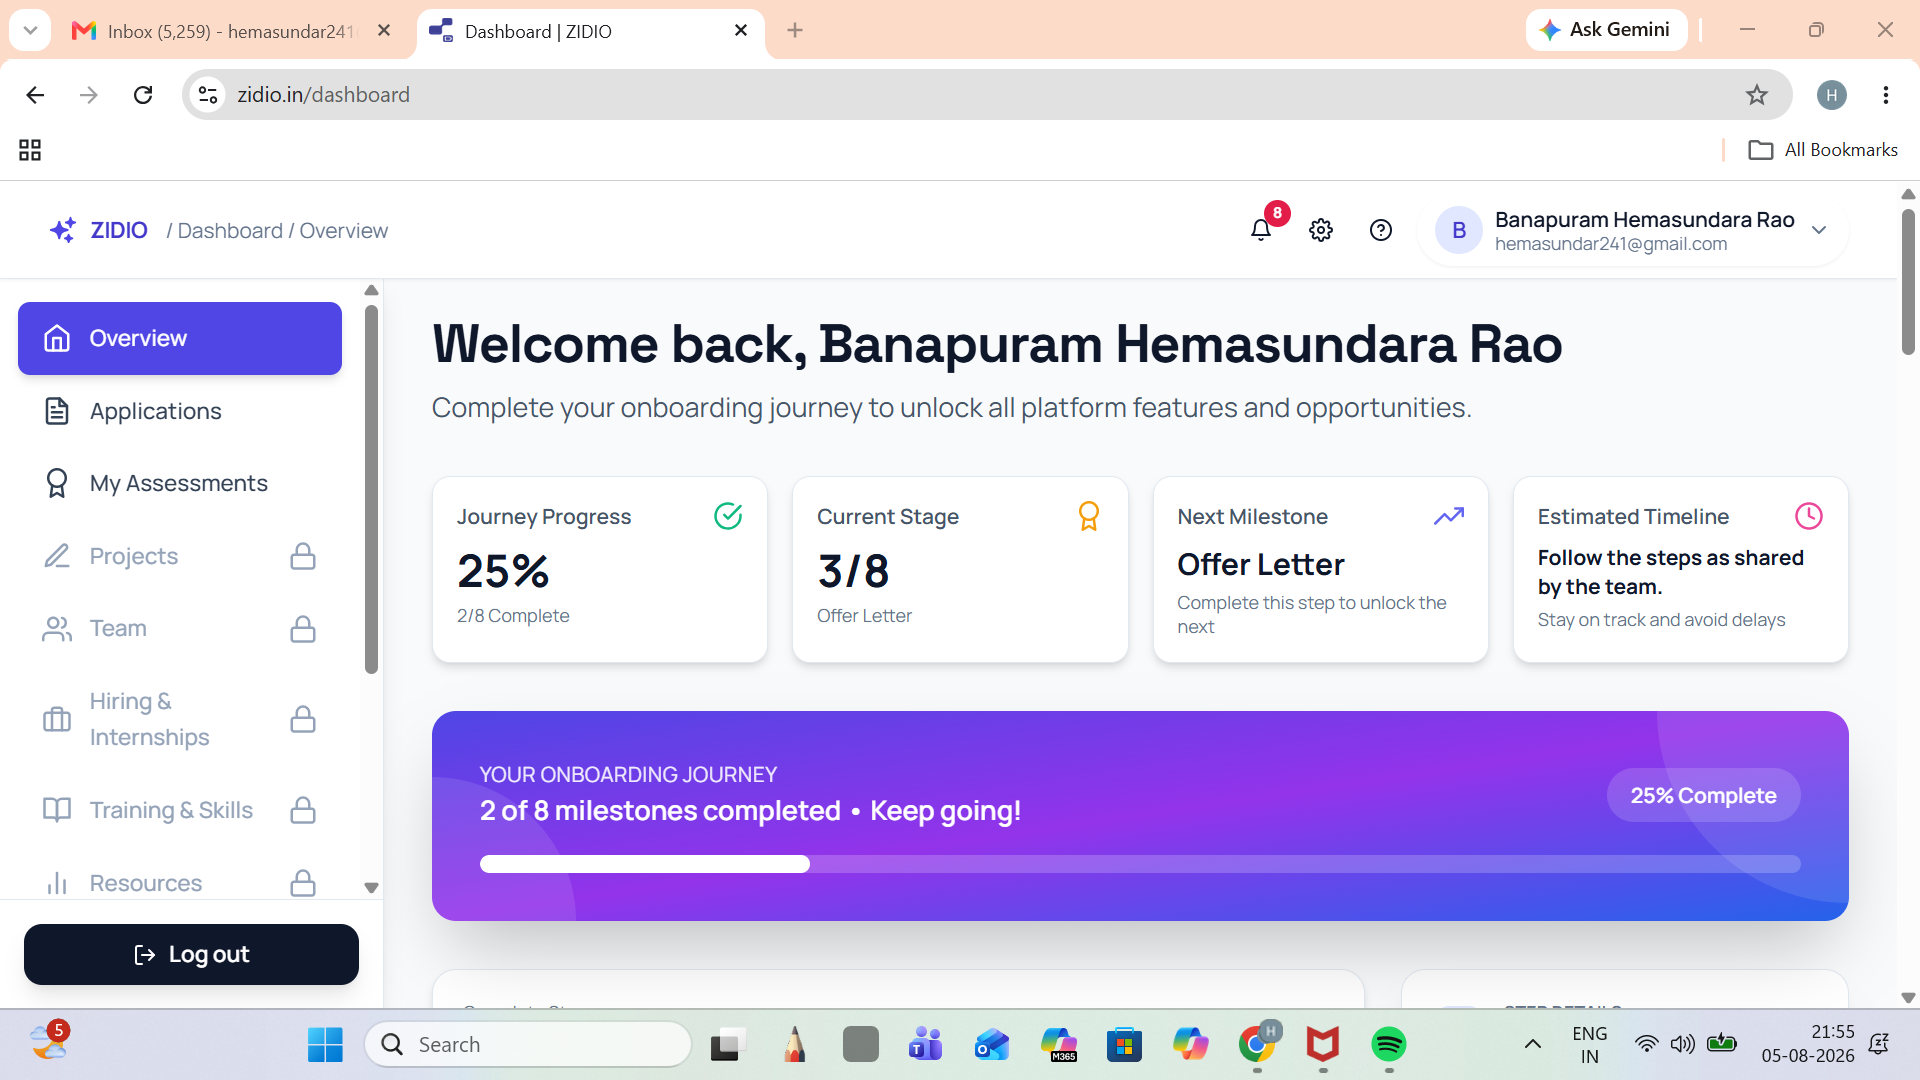 Inbox (5,259) - hemasundar241
Dashboard | ZIDIO
Ask Gemini
zidio.in/dashboard
H
All Bookmarks
ZIDIO / Dashboard / Overview
8
B
Banapuram Hemasundara Rao
hemasundar241@gmail.com
Overview
Applications
My Assessments
Projects
Team
Hiring &
Internships
Training & Skills
Resources
Log out
Welcome back, Banapuram Hemasundara Rao
Complete your onboarding journey to unlock all platform features and opportunities.
Journey Progress
25%
2/8 Complete
Current Stage
3/8
Offer Letter
Next Milestone
Offer Letter
Complete this step to unlock the
next
Estimated Timeline
Follow the steps as shared
by the team.
Stay on track and avoid delays
YOUR ONBOARDING JOURNEY
2 of 8 milestones completed • Keep going!
25% Complete
STEP DETAILS
5
Search
M365
H
ENG
IN
21:55
05-08-2026